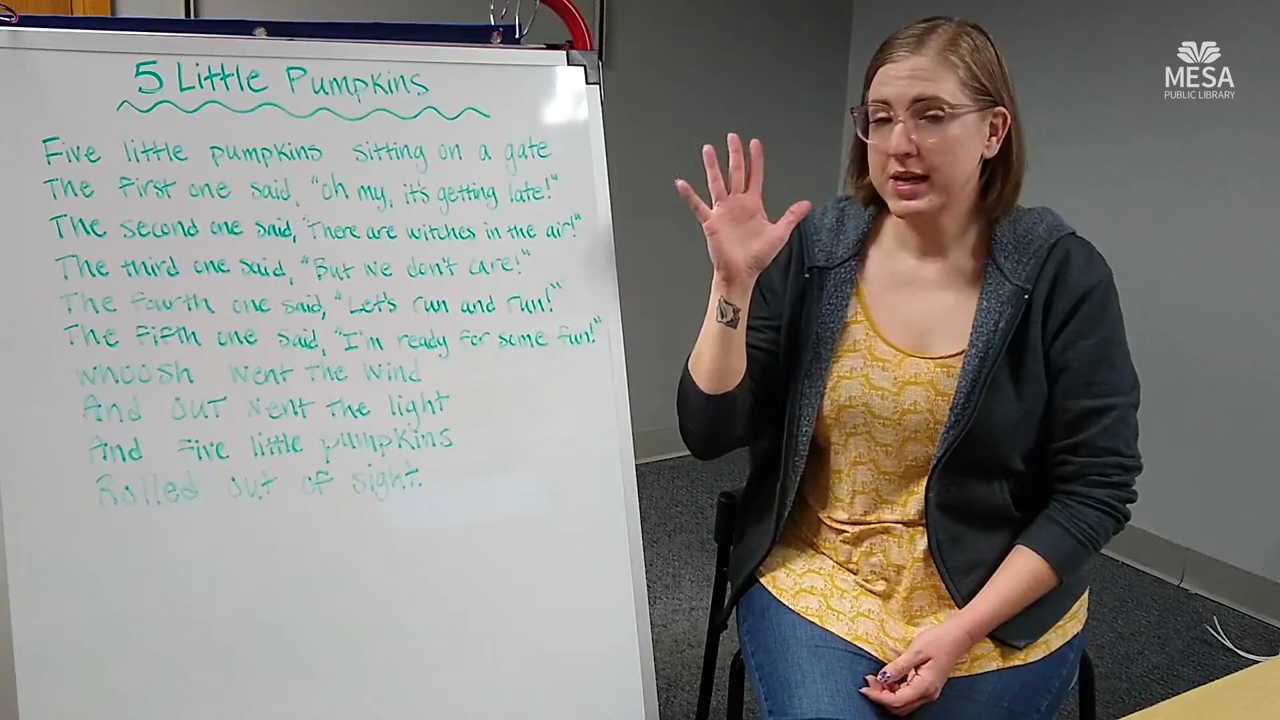 5 Little Pumpkins
Five little pumpkins sitting on a gate
The first one said, "oh my, it's getting late!"
The second one said, "There are witches in the air!"
The third one said, "But we don't care!"
The fourth one said, "Let's run and run!"
The fifth one said, "I'm ready for some fun!"
WHOOSH went the wind
And OUT went the light
And five little pumpkins
Rolled out of sight.
MESA
PUBLIC LIBRARY